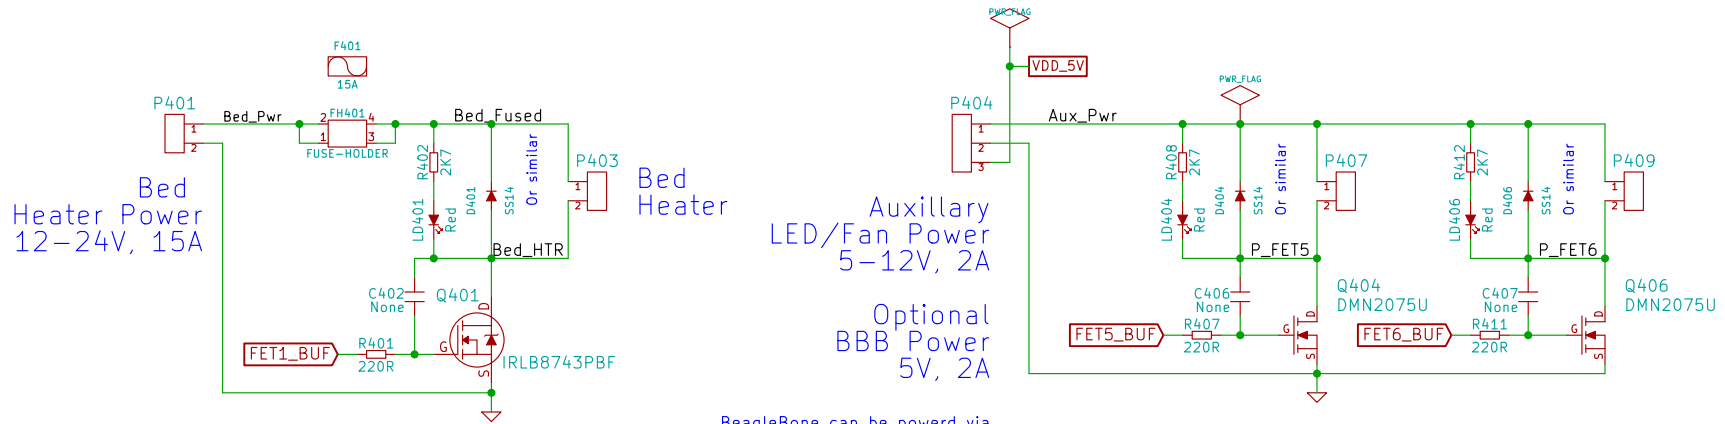 F401
15A
P401
1
2
Bed_Pwr
FH401
2
4
1
3
FUSE-HOLDER
Bed_Fused
R402
2K7
LD401
Red
D401
SS14
Or similar
P403
1
2
Bed
Heater Power
12-24V, 15A
Bed
Heater
Bed_HTR
C402
None
Q401
D
G
S
IRLB8743PBF
FET1_BUF
R401
220R
PWR_FLAG
VDD_5V
P404
1
2
3
Aux_Pwr
PWR_FLAG
Auxillary
LED/Fan Power
5-12V, 2A
Optional
BBB Power
5V, 2A
BeagleBone can be powerd via
R408
2K7
LD404
Red
D404
SS14
Or similar
P407
1
2
P_FET5
C406
None
Q404
DMN2075U
D
G
S
FET5_BUF
R407
220R
R412
2K7
LD406
Red
D406
SS14
Or similar
P409
1
2
P_FET6
C407
None
Q406
DMN2075U
D
G
S
FET6_BUF
R411
220R